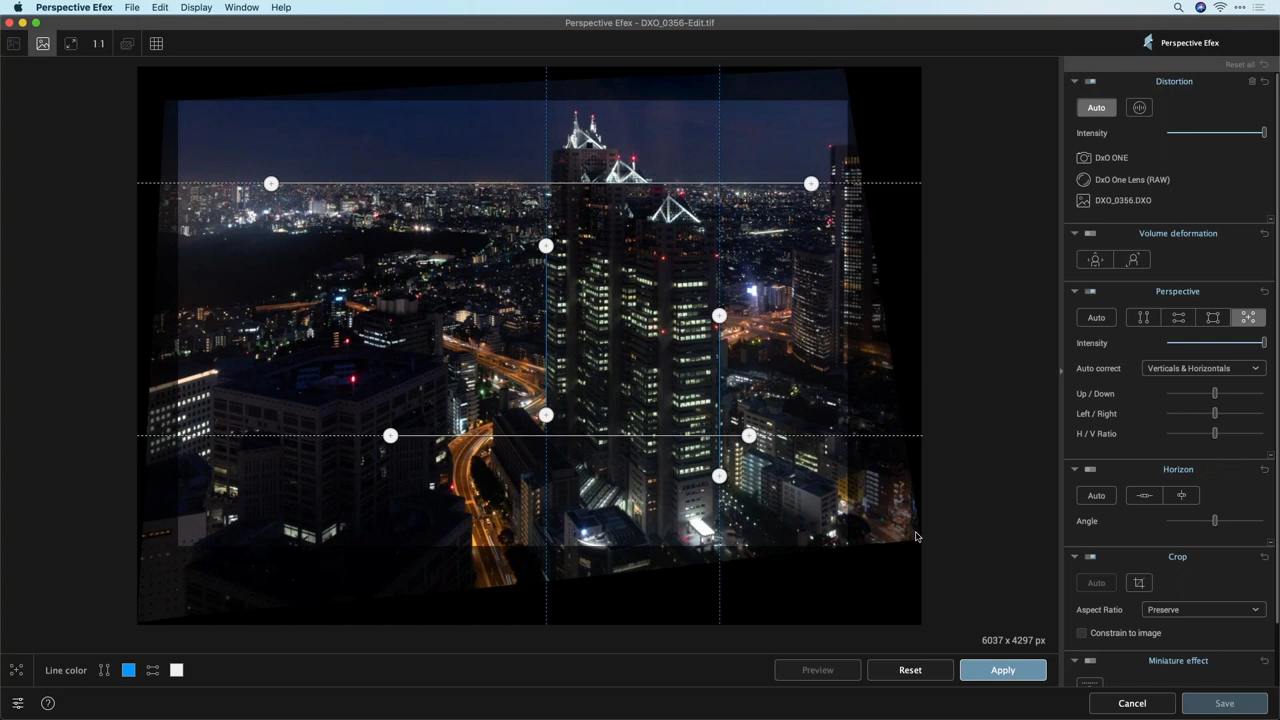 Perspective Efex File Edit Display Window Help
Perspective Efex - DXO_0356-Edit.tif
1:1
Perspective Efex
Reset all
Distortion
Auto
Intensity
DxO ONE
DxO One Lens (RAW)
DXO_0356.DXO
Volume deformation
Perspective
Auto
Intensity
Auto correct Verticals & Horizontals
Up / Down
Left / Right
H / V Ratio
Horizon
Auto
Angle
Crop
Auto
Aspect Ratio Preserve
Constrain to image
6037 x 4297 px
Miniature effect
Line color
Preview
Reset
Apply
Cancel
Save